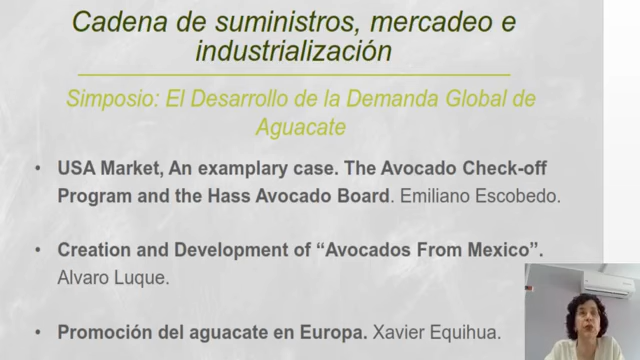 Cadena de suministros, mercadeo e
industrialización
Simposio: El Desarrollo de la Demanda Global de
Aguacate
• USA Market, An examplary case. The Avocado Check-off
Program and the Hass Avocado Board. Emiliano Escobedo.
• Creation and Development of “Avocados From Mexico”.
Alvaro Luque.
• Promoción del aguacate en Europa. Xavier Equihua.